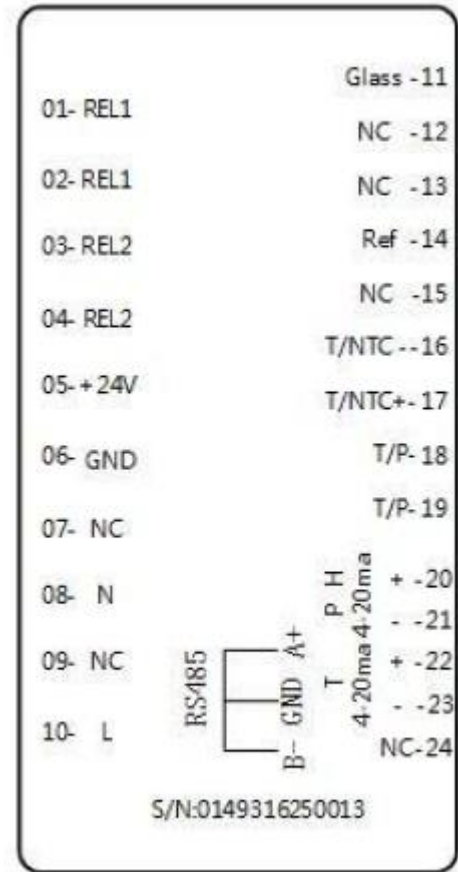 01- REL1
02- REL1
03- REL2
04- REL2
05-+24V
06- GND
07- NC
08- N
09- NC
10- L
Glass -11
NC -12
NC -13
Ref -14
NC -15
T/NTC--16
T/NTC+-17
T/P-18
T/P-19
+ -20
- -21
+ -22
- -23
NC-24
P H
4-20ma
T
4-20ma
RS485
A+
GND
B-
S/N:0149316250013